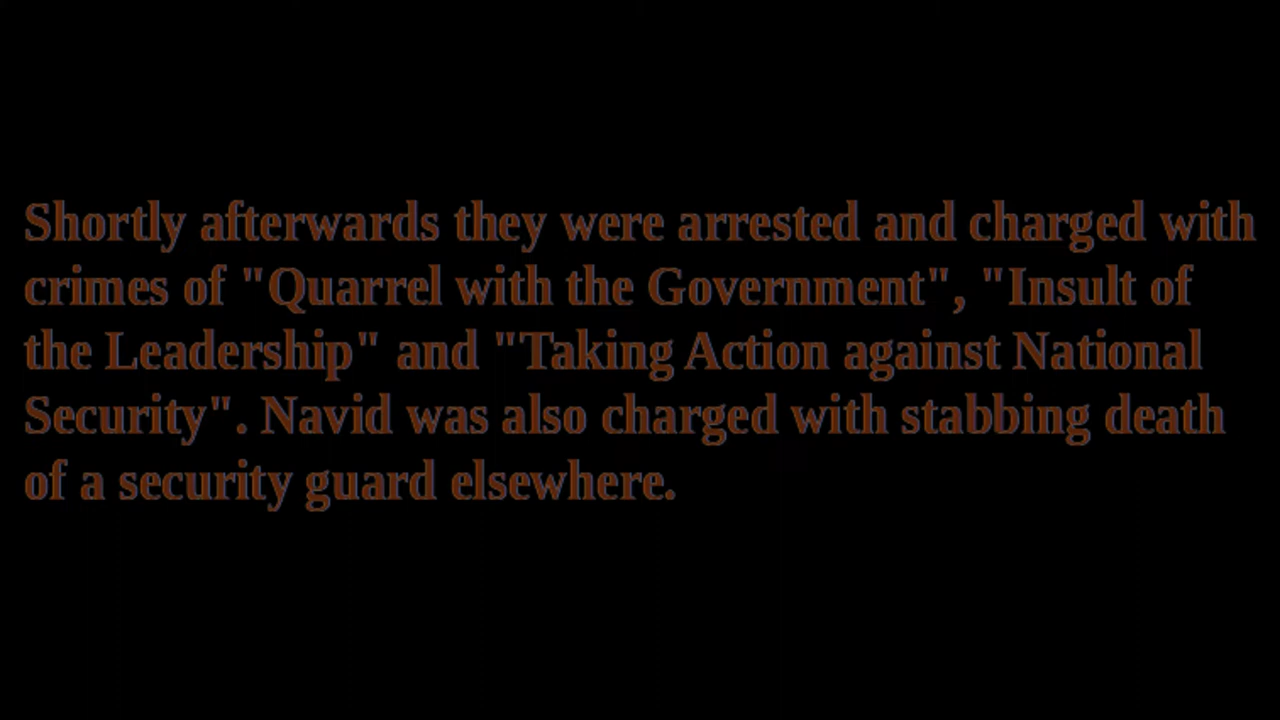 Shortly afterwards they were arrested and charged with
crimes of "Quarrel with the Government", "Insult of
the Leadership" and "Taking Action against National
Security". Navid was also charged with stabbing death
of a security guard elsewhere.